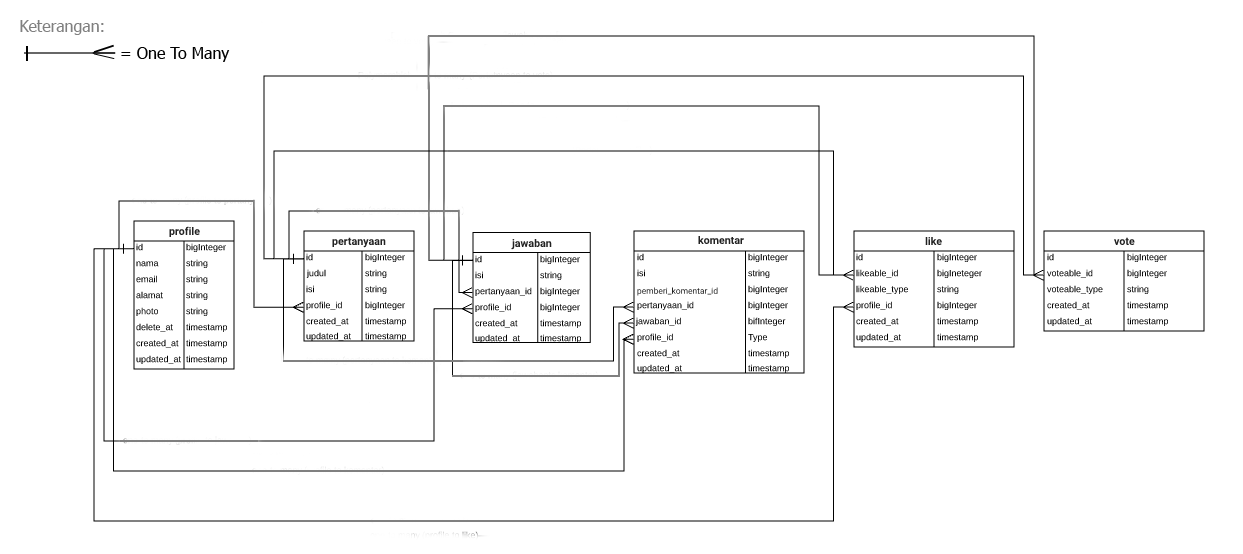 Keterangan:
= One To Many
profile
id bigInteger
nama string
email string
alamat string
photo string
delete_at timestamp
created_at timestamp
updated_at timestamp
pertanyaan
id bigInteger
judul string
isi string
profile_id bigInteger
created_at timestamp
updated_at timestamp
jawaban
id bigInteger
isi string
pertanyaan_id bigInteger
profile_id bigInteger
created_at timestamp
updated_at timestamp
komentar
id bigInteger
isi string
pemberi_komentar_id bigInteger
pertanyaan_id bigInteger
jawaban_id bifInteger
profile_id Type
created_at timestamp
updated_at timestamp
like
id bigInteger
likeable_id bigIneteger
likeable_type string
profile_id bigInteger
created_at timestamp
updated_at timestamp
vote
id bigInteger
voteable_id bigInteger
voteable_type string
created_at timestamp
updated_at timestamp